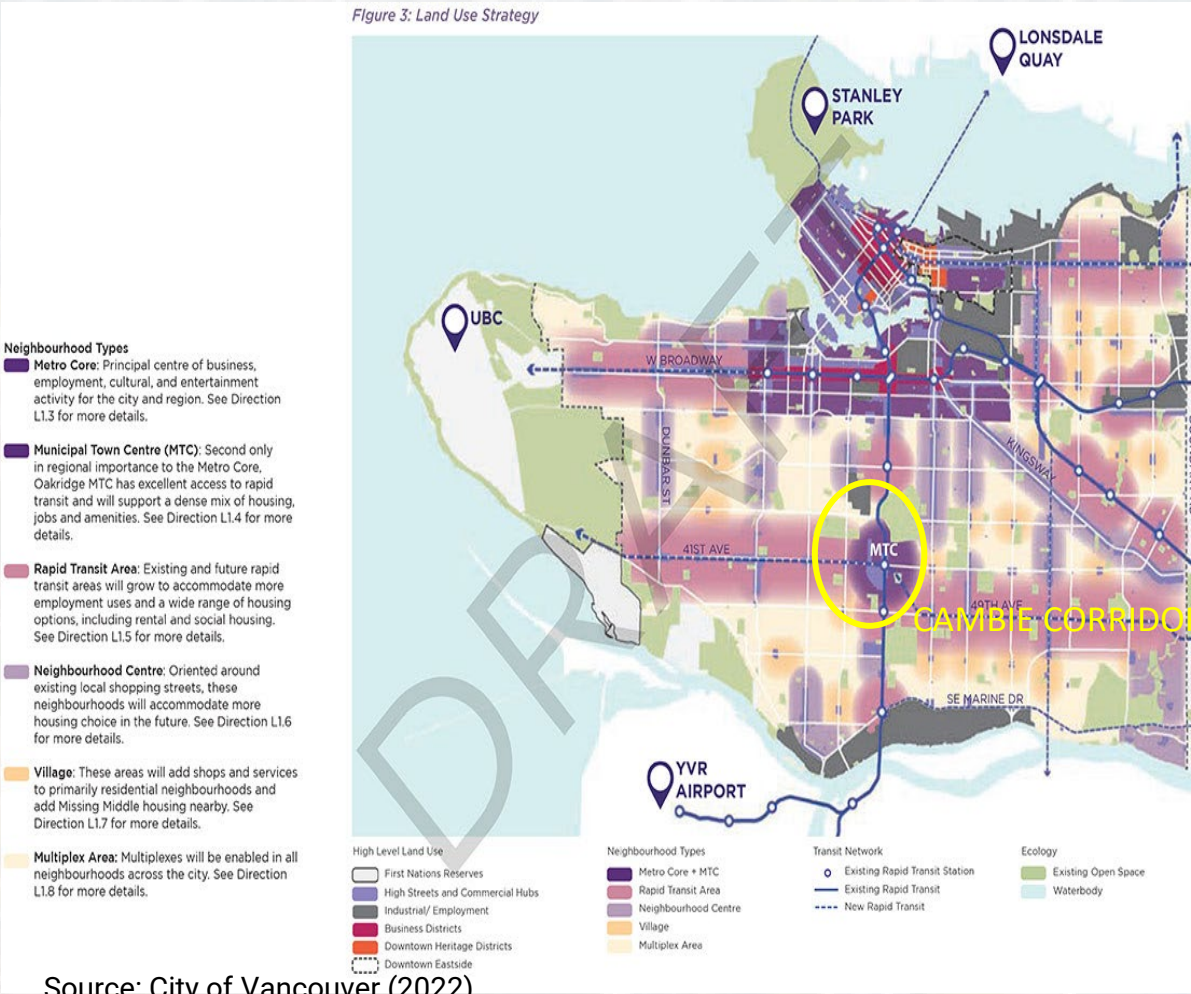 FIgure 3: Land Use Strategy
LONSDALE
QUAY
STANLEY
PARK
UBC
W BROADWAY
DUNBAR ST
KINGSWAY
41ST AVE
MTC
49TH AVE
CAMBIE CORRIDOR
SE MARINE DR
YVR
AIRPORT
DRAFT
Neighbourhood Types
Metro Core: Principal centre of business,
employment, cultural, and entertainment
activity for the city and region. See Direction
L1.3 for more details.
Municipal Town Centre (MTC): Second only
in regional importance to the Metro Core,
Oakridge MTC has excellent access to rapid
transit and will support a dense mix of housing,
jobs and amenities. See Direction L1.4 for more
details.
Rapid Transit Area: Existing and future rapid
transit areas will grow to accommodate more
employment uses and a wide range of housing
options, including rental and social housing.
See Direction L1.5 for more details.
Neighbourhood Centre: Oriented around
existing local shopping streets, these
neighbourhoods will accommodate more
housing choice in the future. See Direction L1.6
for more details.
Village: These areas will add shops and services
to primarily residential neighbourhoods and
add Missing Middle housing nearby. See
Direction L1.7 for more details.
Multiplex Area: Multiplexes will be enabled in all
neighbourhoods across the city. See Direction
L1.8 for more details.
High Level Land Use
First Nations Reserves
High Streets and Commercial Hubs
Industrial/ Employment
Business Districts
Downtown Heritage Districts
Downtown Eastside
Neighbourhood Types
Metro Core + MTC
Rapid Transit Area
Neighbourhood Centre
Village
Multiplex Area
Transit Network
Existing Rapid Transit Station
Existing Rapid Transit
New Rapid Transit
Ecology
Existing Open Space
Waterbody
Source: City of Vancouver (2022)